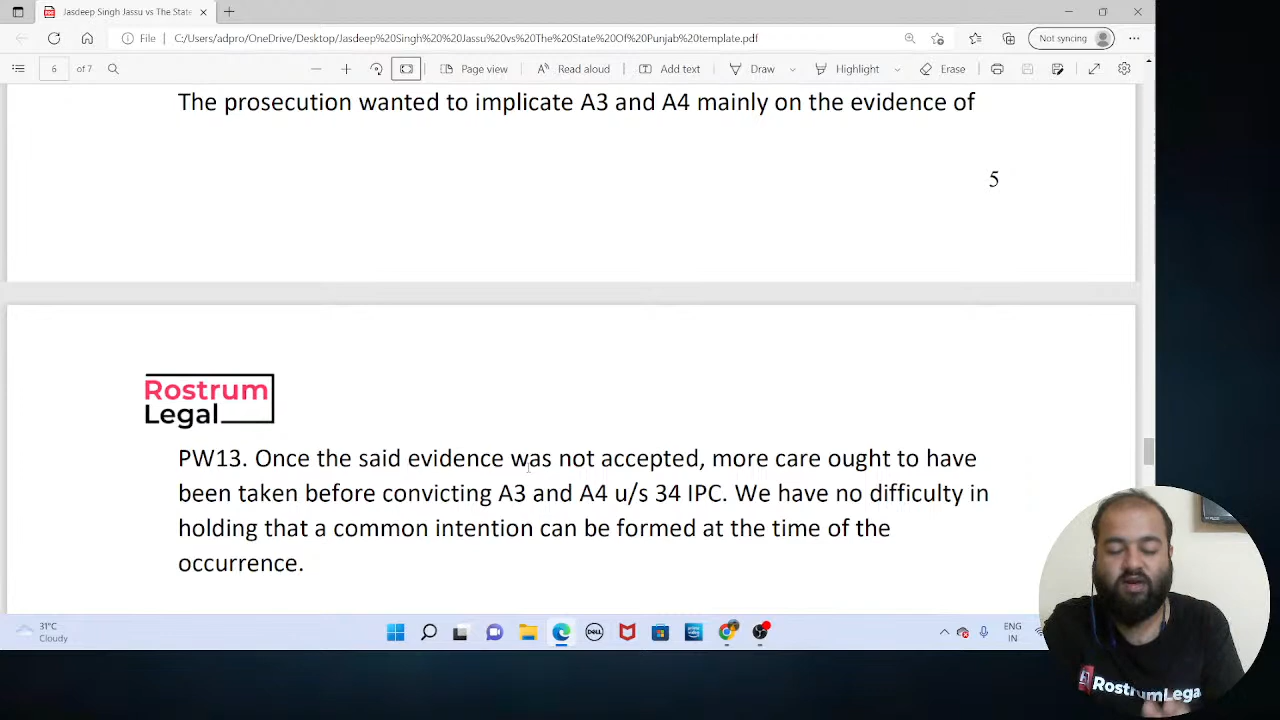 Jasdeep Singh Jassu vs The State
File C:/Users/adpro/OneDrive/Desktop/Jasdeep%20Singh%20%20Jassu%20vs%20The%20State%20Of%20Punjab%20template.pdf Not syncing
6 of 7 Page view Read aloud Add text Draw Highlight Erase
The prosecution wanted to implicate A3 and A4 mainly on the evidence of
5
Rostrum
Legal
PW13. Once the said evidence was not accepted, more care ought to have
been taken before convicting A3 and A4 u/s 34 IPC. We have no difficulty in
holding that a common intention can be formed at the time of the
occurrence.
31°C
Cloudy
DELL
ENG
IN
RostrumLega